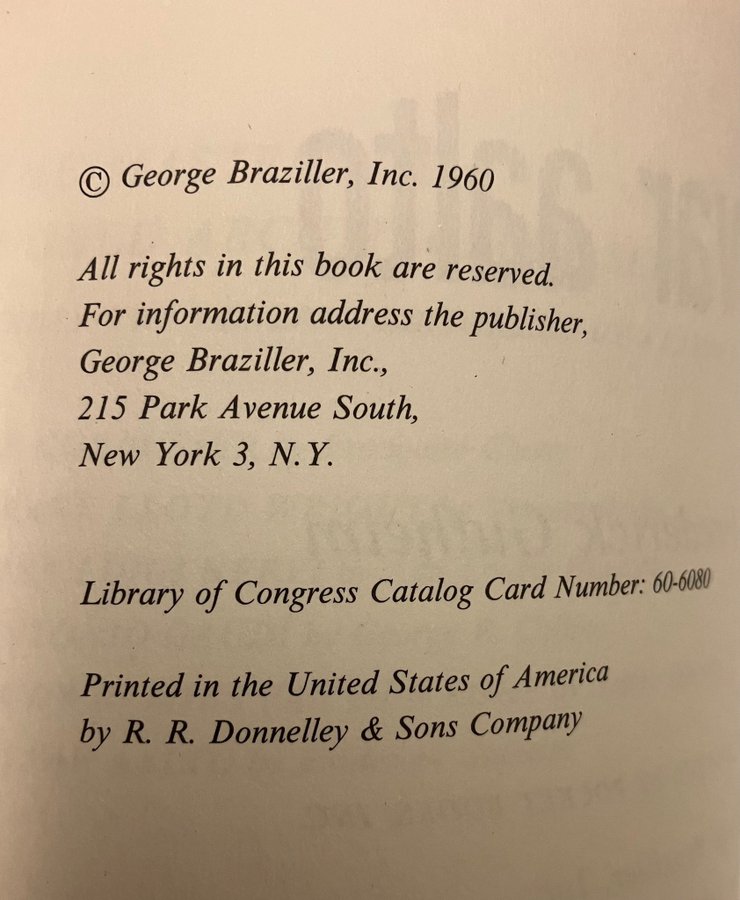 © George Braziller, Inc. 1960
All rights in this book are reserved.
For information address the publisher,
George Braziller, Inc.,
215 Park Avenue South,
New York 3, N.Y.
Library of Congress Catalog Card Number: 60-6080
Printed in the United States of America
by R. R. Donnelley & Sons Company